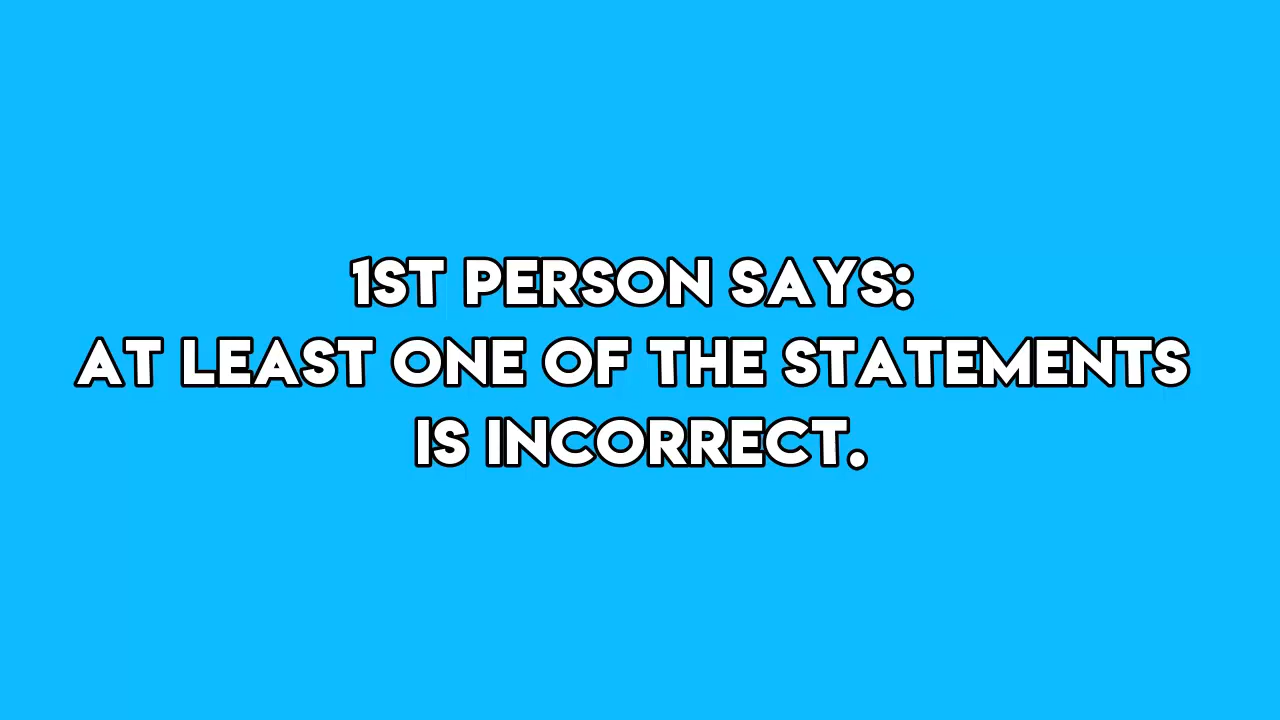 1ST PERSON SAYS:
AT LEAST ONE OF THE STATEMENTS
IS INCORRECT.